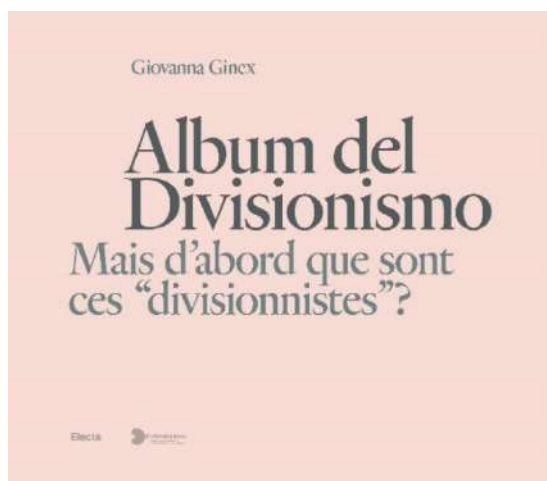 Giovanna Ginex
Album del
Divisionismo
Mais d'abord que sont
ces “divisionnistes”?
Electa